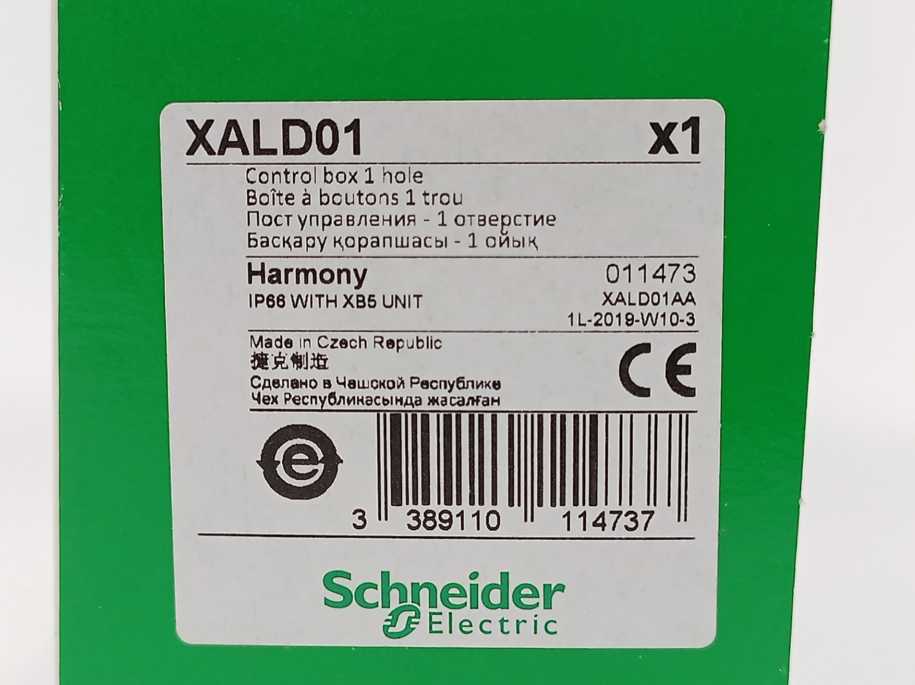 XALD01 x1
Control box 1 hole
Boîte à boutons 1 trou
Пост управления - 1 отверстие
Басқару қорапшасы - 1 ойық
Harmony 011473
IP66 WITH XB5 UNIT XALD01AA
1L-2019-W10-3
Made in Czech Republic
捷克制造
CE
Сделано в Чешской Республике
Чех Республикасында жасалған
e
3 389110 114737
Schneider
Electric